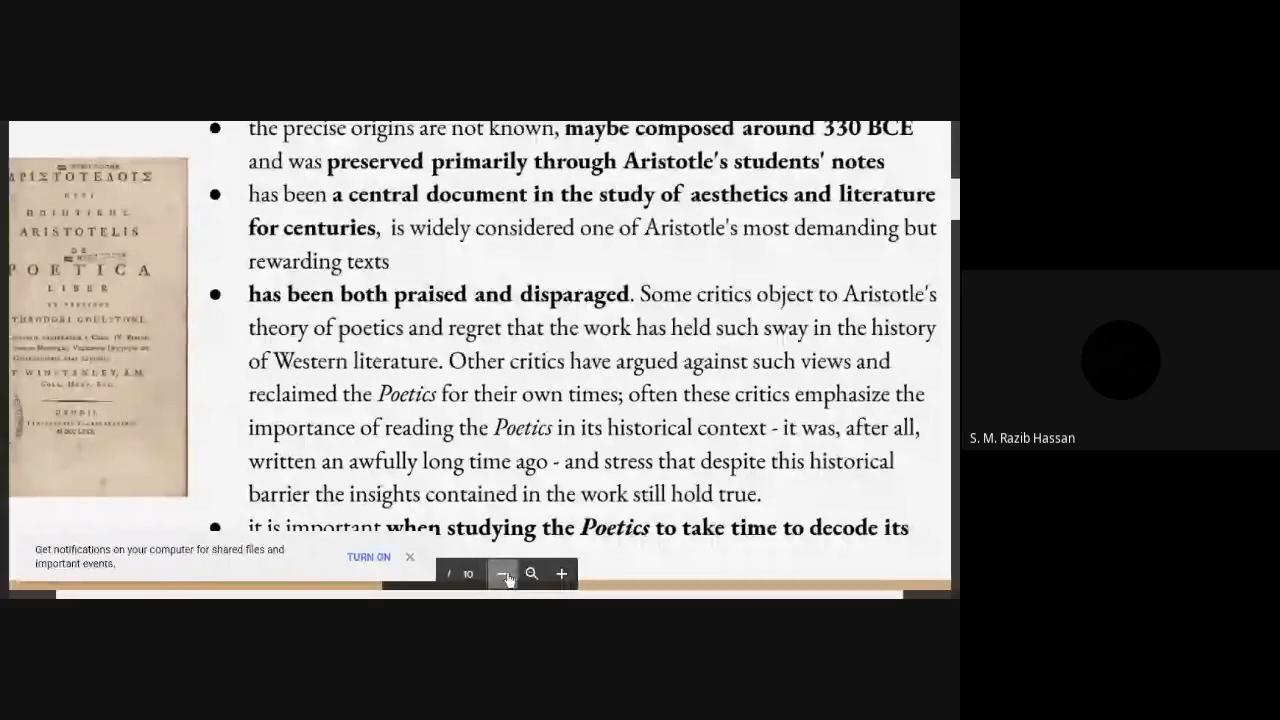 the precise origins are not known, maybe composed around 330 BCE
and was preserved primarily through Aristotle's students' notes
has been a central document in the study of aesthetics and literature
for centuries, is widely considered one of Aristotle's most demanding but
rewarding texts
has been both praised and disparaged. Some critics object to Aristotle's
theory of poetics and regret that the work has held such sway in the history
of Western literature. Other critics have argued against such views and
reclaimed the Poetics for their own times; often these critics emphasize the
importance of reading the Poetics in its historical context - it was, after all,
written an awfully long time ago - and stress that despite this historical
barrier the insights contained in the work still hold true.
it is important when studying the Poetics to take time to decode its
ARISTOTELIS
DE
POETICA
LIBER
Get notifications on your computer for shared files and
important events.
TURN ON
/ 10
S. M. Razib Hassan